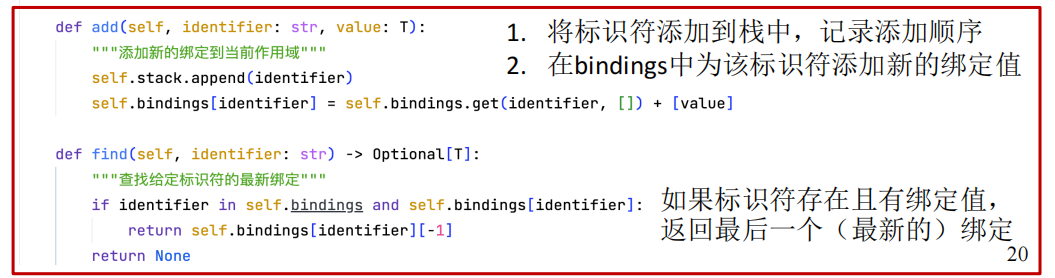 def add(self, identifier: str, value: T):
"""添加新的绑定到当前作用域"""
self.stack.append(identifier)
self.bindings[identifier] = self.bindings.get(identifier, []) + [value]
1. 将标识符添加到栈中，记录添加顺序
2. 在bindings中为该标识符添加新的绑定值
def find(self, identifier: str) -> Optional[T]:
"""查找给定标识符的最新绑定"""
if identifier in self.bindings and self.bindings[identifier]:
return self.bindings[identifier][-1]
return None
如果标识符存在且有绑定值，
返回最后一个（最新的）绑定
20